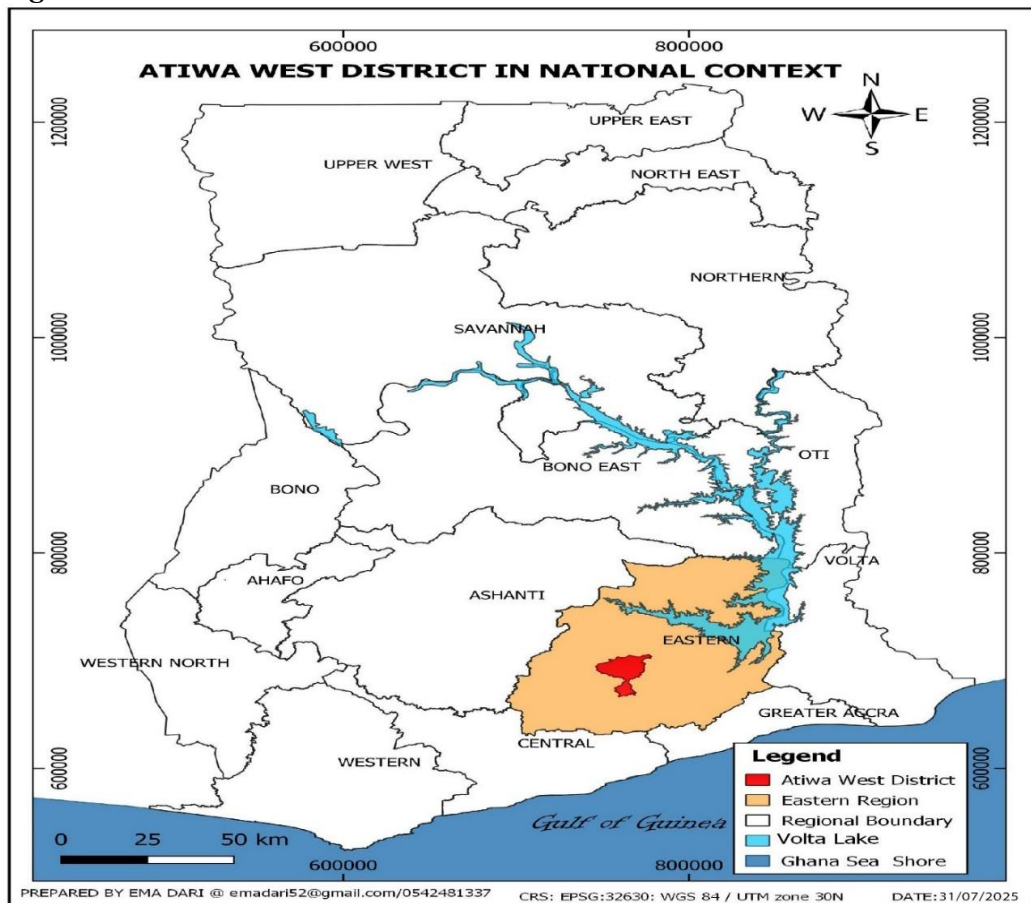 600000 800000
ATIWA WEST DISTRICT IN NATIONAL CONTEXT
N
W E
S
1200000 1200000
UPPER EAST
UPPER WEST
NORTH EAST
NORTHERN
SAVANNAH
1000000 1000000
OTI
BONO EAST
BONO
800000 800000
VOLTA
AHAFO
ASHANTI
EASTERN
WESTERN NORTH
GREATER ACCRA
CENTRAL
WESTERN
600000 600000
Legend
Atiwa West District
Eastern Region
Regional Boundary
Volta Lake
Ghana Sea Shore
Gulf of Guinea
0 25 50 km
600000 800000
PREPARED BY EMA DARI @ emadari52@gmail.com/0542481337 CRS: EPSG:32630: WGS 84 / UTM zone 30N DATE:31/07/2025